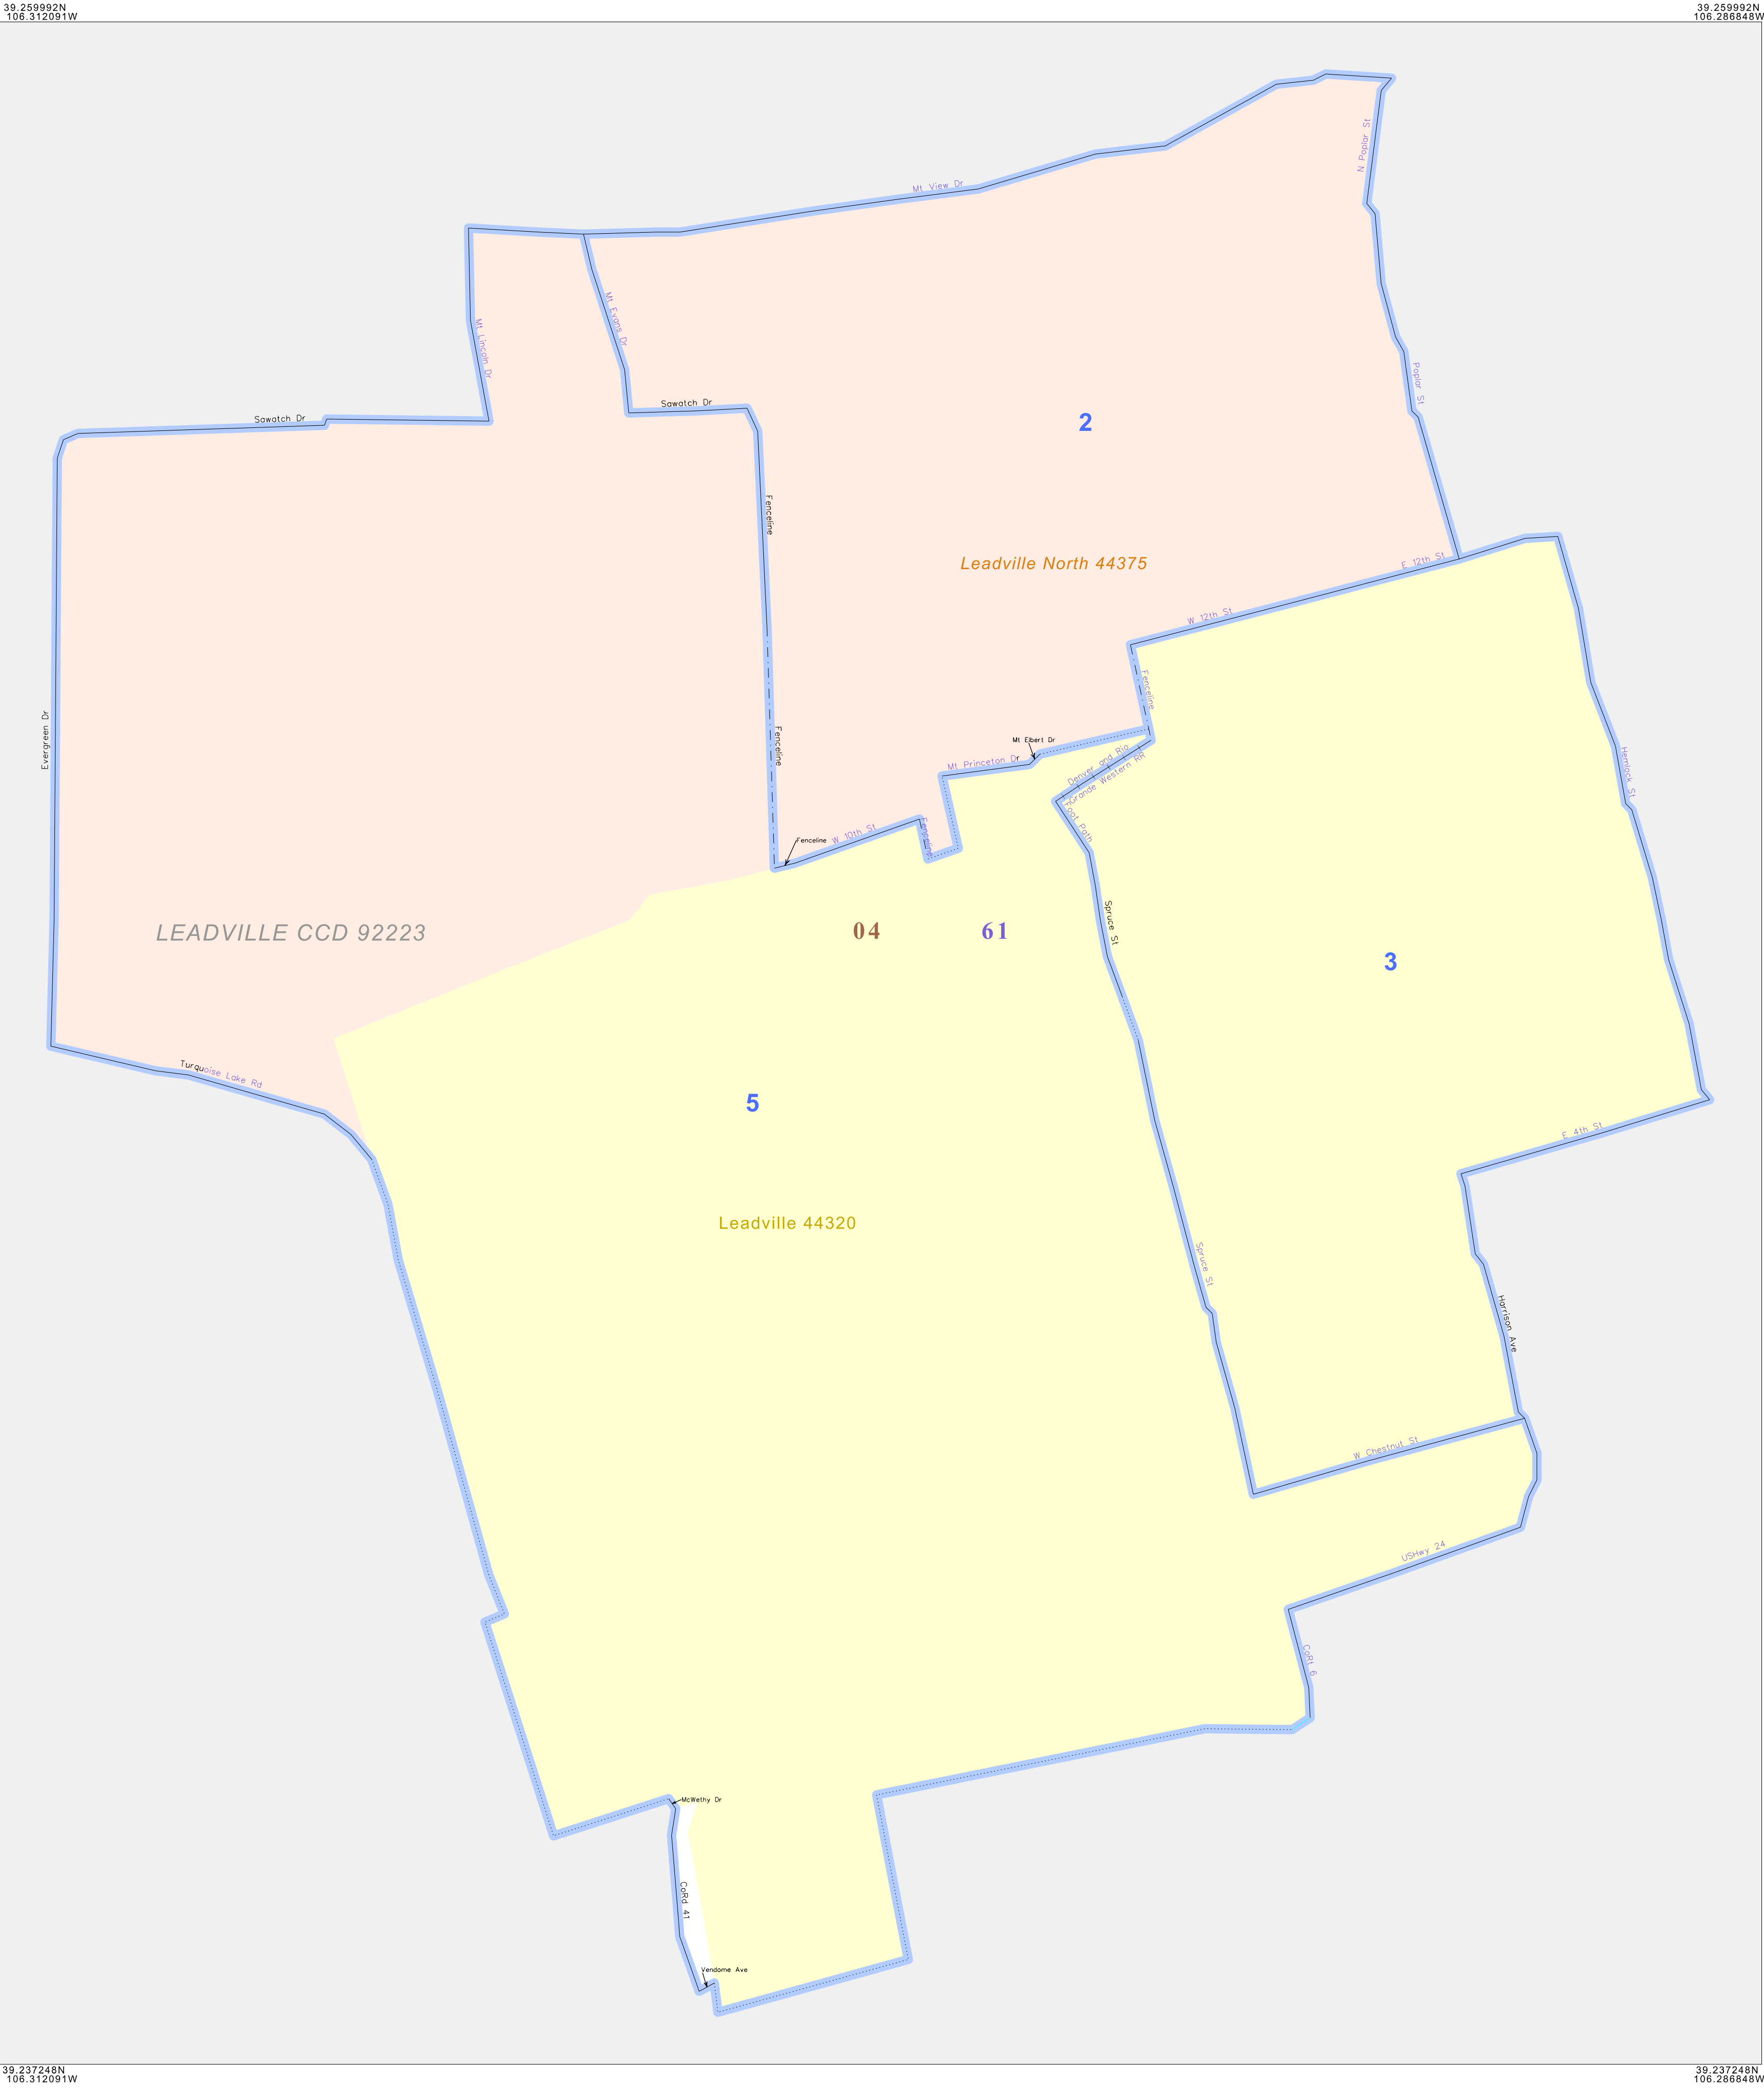 39.259992N
106.312091W
39.259992N
106.286848W
N Poplar St
Mt View Dr
Mt Evans Dr
Mt Lincoln Dr
Poplar St
Sawatch Dr
Sawatch Dr
2
Fenceline
Leadville North 44375
E 12th St
W 12th St
Fenceline
Evergreen Dr
Fenceline
Mt Elbert Dr
Mt Princeton Dr
Denver and Rio
Grande Western RR
Hemlock St
Foot Path
Fenceline
W 10th St
Fenceline
LEADVILLE CCD 92223
04
61
Spruce St
3
Turquoise Lake Rd
5
E 4th St
Leadville 44320
Spruce St
Harrison Ave
W Chestnut St
USHwy 24
CoRt 6
McWethy Dr
CoRd 41
Vendome Ave
39.237248N
106.312091W
39.237248N
106.286848W